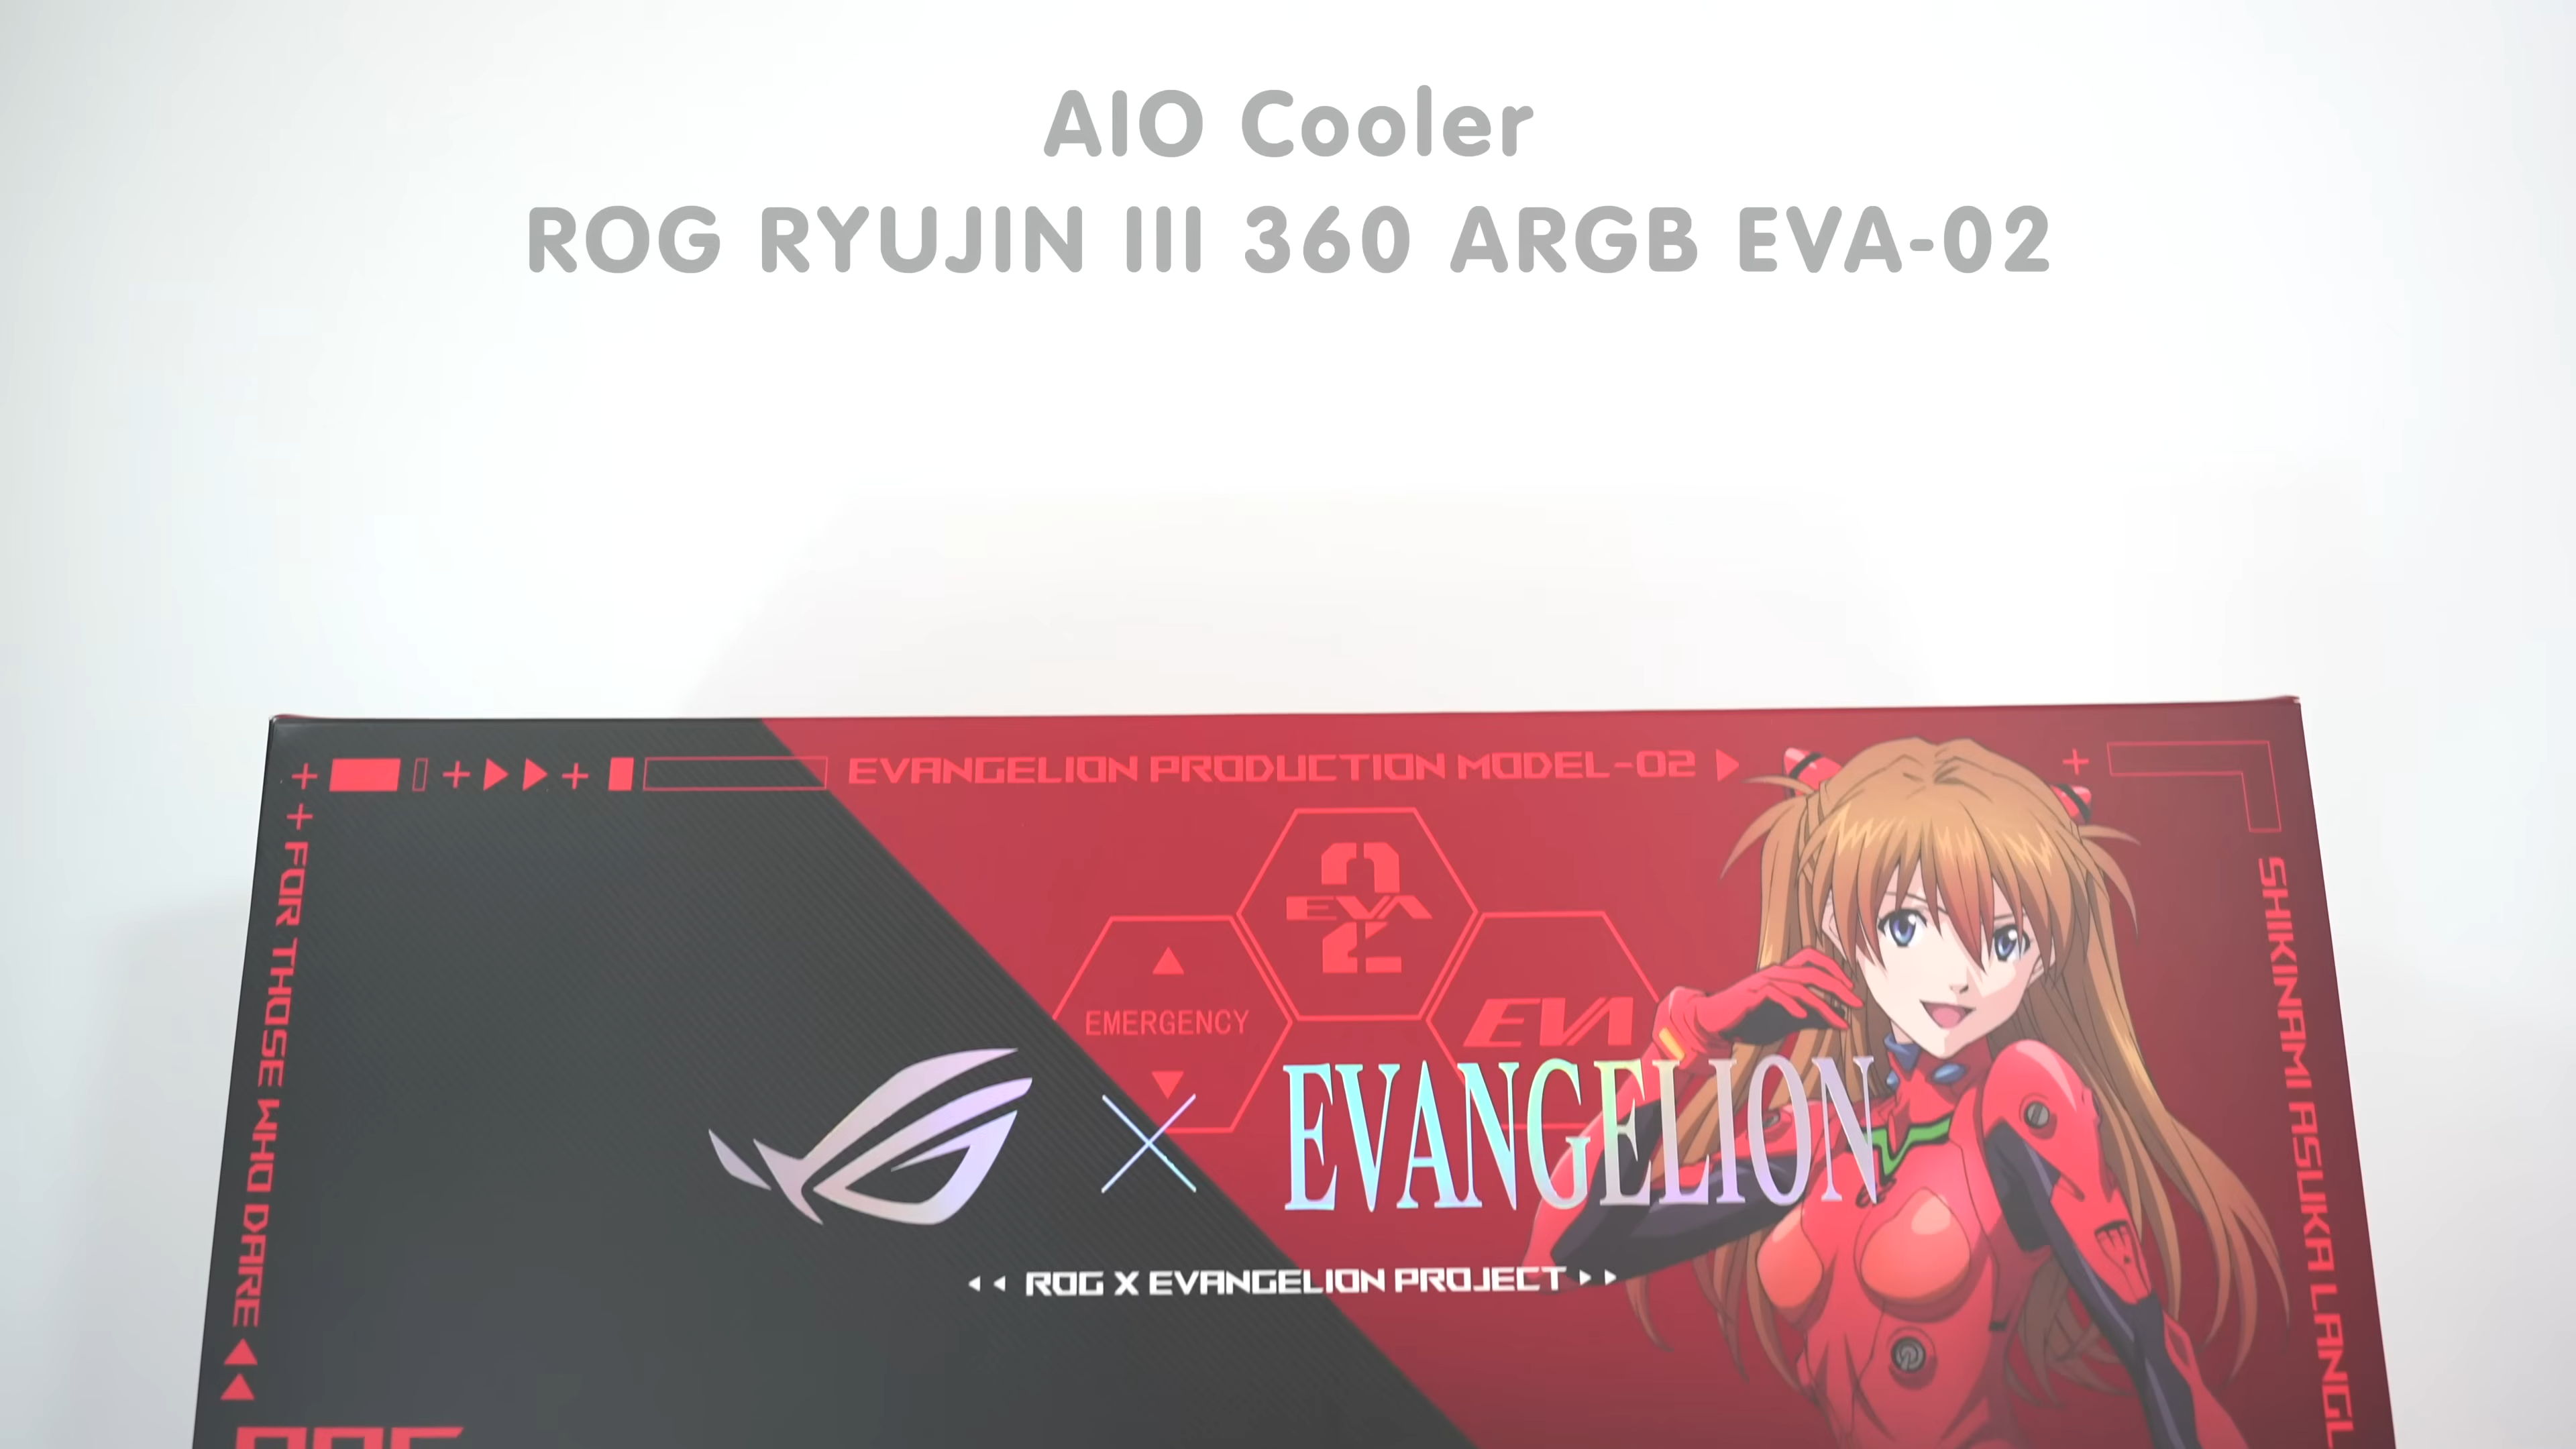 AIO Cooler
ROG RYUJIN III 360 ARGB EVA-02
EVANGELION PRODUCTION MODEL-02
FOR THOSE WHO DARE
EVA
02
EMERGENCY
EVA
SHIKINAMI ASUKA LANGL
EVANGELION
ROG X EVANGELION PROJECT